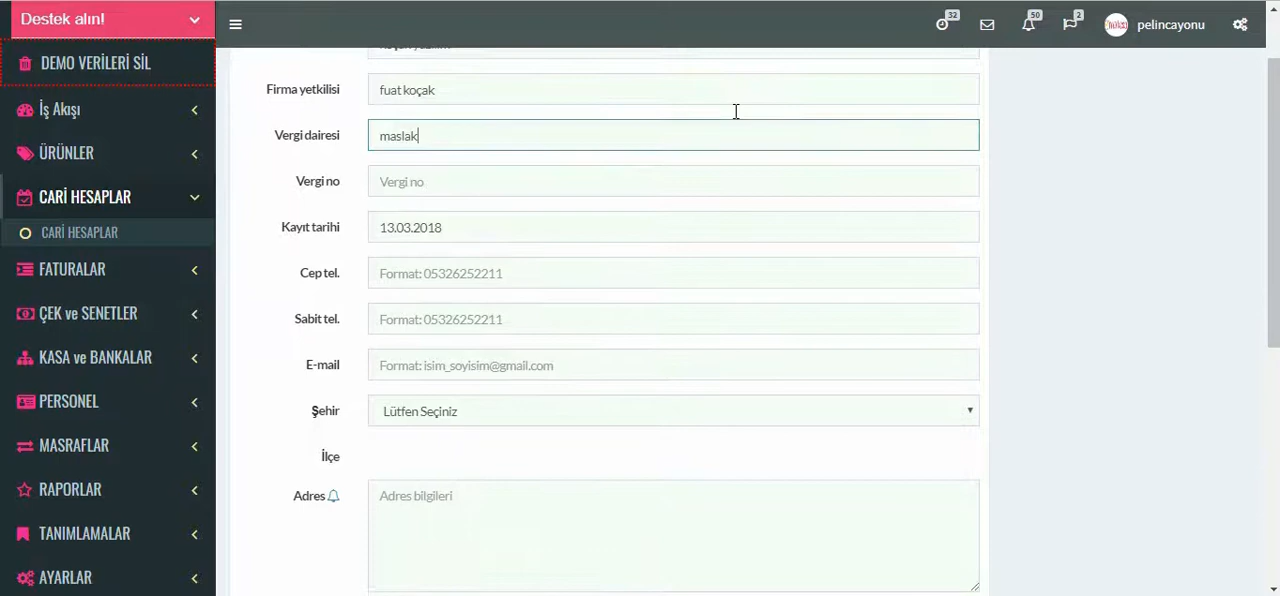 Destek alın!
32
50
2
pelincayonu
DEMO VERİLERİ SİL
İş Akışı
ÜRÜNLER
CARİ HESAPLAR
CARİ HESAPLAR
FATURALAR
ÇEK ve SENETLER
KASA ve BANKALAR
PERSONEL
MASRAFLAR
RAPORLAR
TANIMLAMALAR
AYARLAR
Firma yetkilisi fuat koçak
Vergi dairesi maslak
Vergi no Vergi no
Kayıt tarihi 13.03.2018
Cep tel. Format: 05326252211
Sabit tel. Format: 05326252211
E-mail Format: isim_soyisim@gmail.com
Şehir Lütfen Seçiniz
İlçe
Adres Adres bilgileri